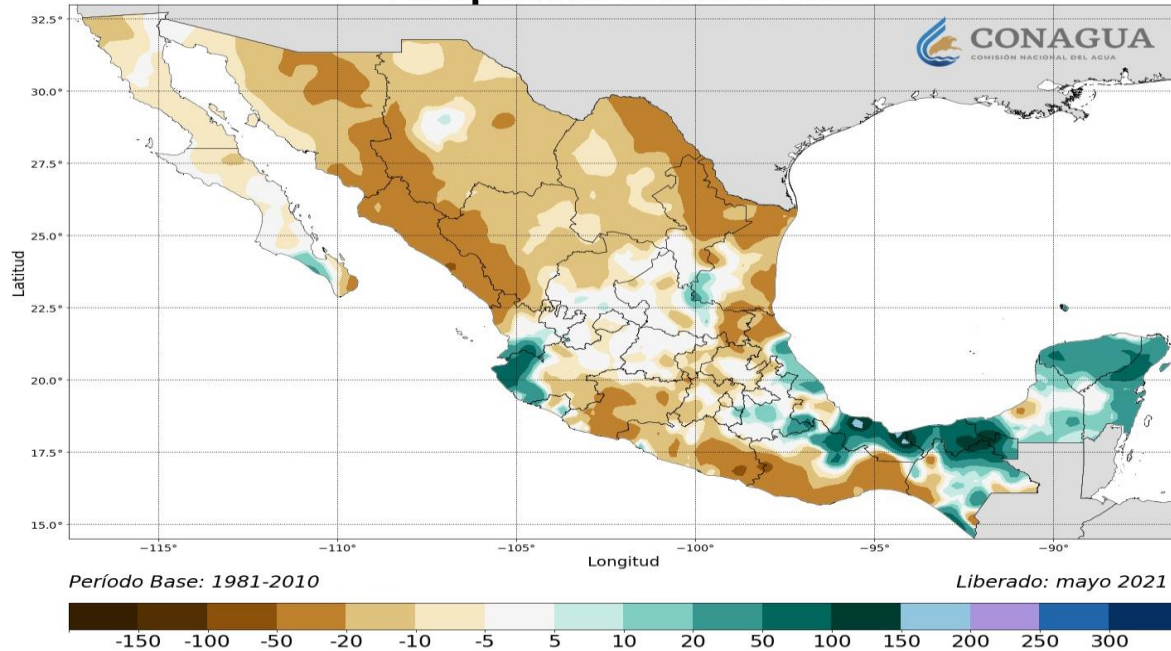 CONAGUA
COMISIÓN NACIONAL DEL AGUA
32.5°
30.0°
27.5°
25.0°
22.5°
20.0°
17.5°
15.0°
Latitud
−115° −110° −105° −100° −95° −90°
Longitud
Período Base: 1981-2010 Liberado: mayo 2021
-150 -100 -50 -20 -10 -5 5 10 20 50 100 150 200 250 300